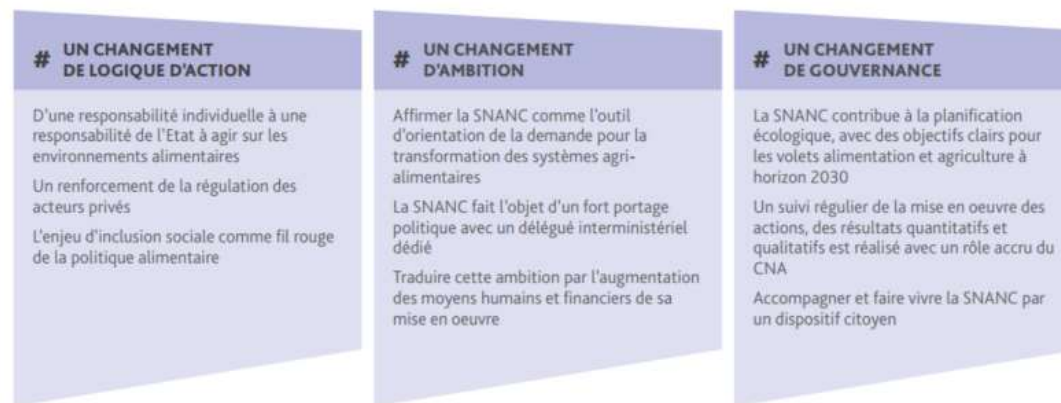 # UN CHANGEMENT
DE LOGIQUE D'ACTION
D'une responsabilité individuelle à une
responsabilité de l'Etat à agir sur les
environnements alimentaires
Un renforcement de la régulation des
acteurs privés
L'enjeu d'inclusion sociale comme fil rouge
de la politique alimentaire
# UN CHANGEMENT
D'AMBITION
Affirmer la SNANC comme l'outil
d'orientation de la demande pour la
transformation des systèmes agri-
alimentaires
La SNANC fait l'objet d'un fort portage
politique avec un délégué interministériel
dédié
Traduire cette ambition par l'augmentation
des moyens humains et financiers de sa
mise en oeuvre
# UN CHANGEMENT
DE GOUVERNANCE
La SNANC contribue à la planification
écologique, avec des objectifs clairs pour
les volets alimentation et agriculture à
horizon 2030
Un suivi régulier de la mise en oeuvre des
actions, des résultats quantitatifs et
qualitatifs est réalisé avec un rôle accru du
CNA
Accompagner et faire vivre la SNANC par
un dispositif citoyen